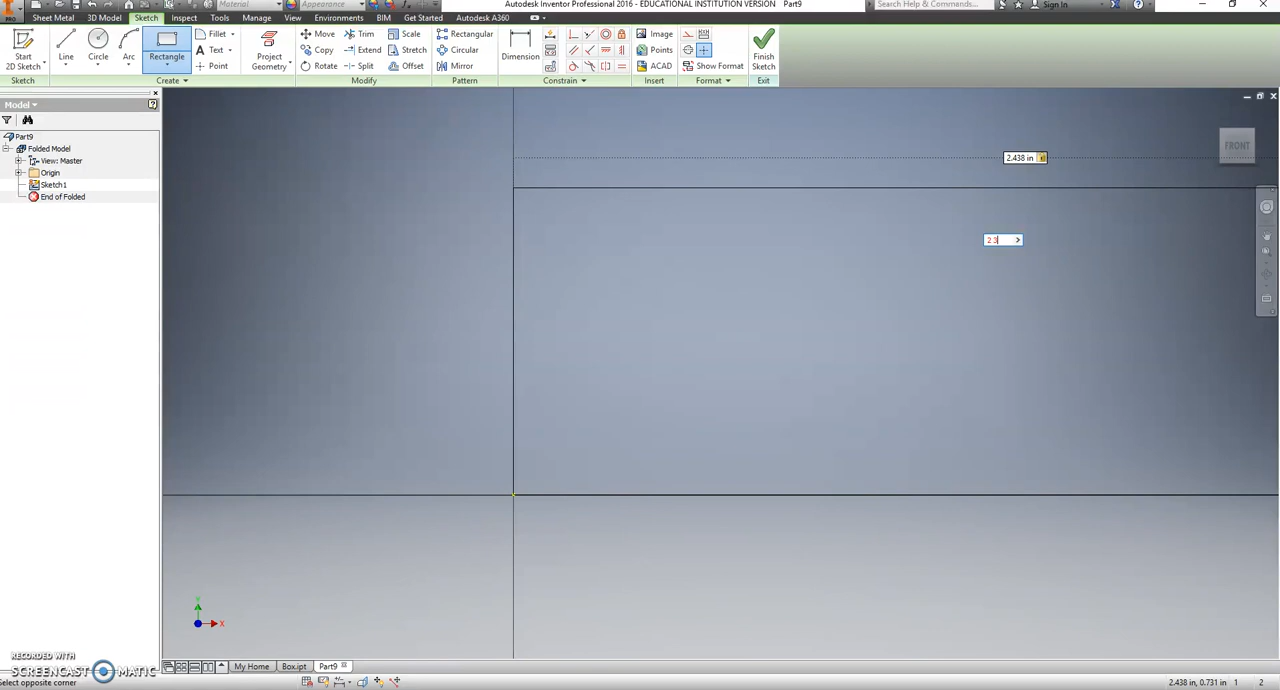 Material
Appearance
Autodesk Inventor Professional 2016 - EDUCATIONAL INSTITUTION VERSION Part9
Search Help & Commands...
Sign In
PRO
Sheet Metal 3D Model Sketch Inspect Tools Manage View Environments BIM Get Started Autodesk A360
Start
2D Sketch
Line
Circle
Arc
Rectangle
Fillet
Text
Point
Project
Geometry
Move
Copy
Rotate
Trim
Extend
Split
Scale
Stretch
Offset
Rectangular
Circular
Mirror
Dimension
Image
Points
ACAD
Show Format
Finish
Sketch
Sketch Create Modify Pattern Constrain Insert Format Exit
Model
Part9
Folded Model
View: Master
Origin
Sketch1
End of Folded
2.438 in
2 3
FRONT
Y
X
RECORDED WITH
SCREENCAST MATIC
My Home Box.ipt Part9
Select opposite corner
2.438 in, 0.731 in 1 2